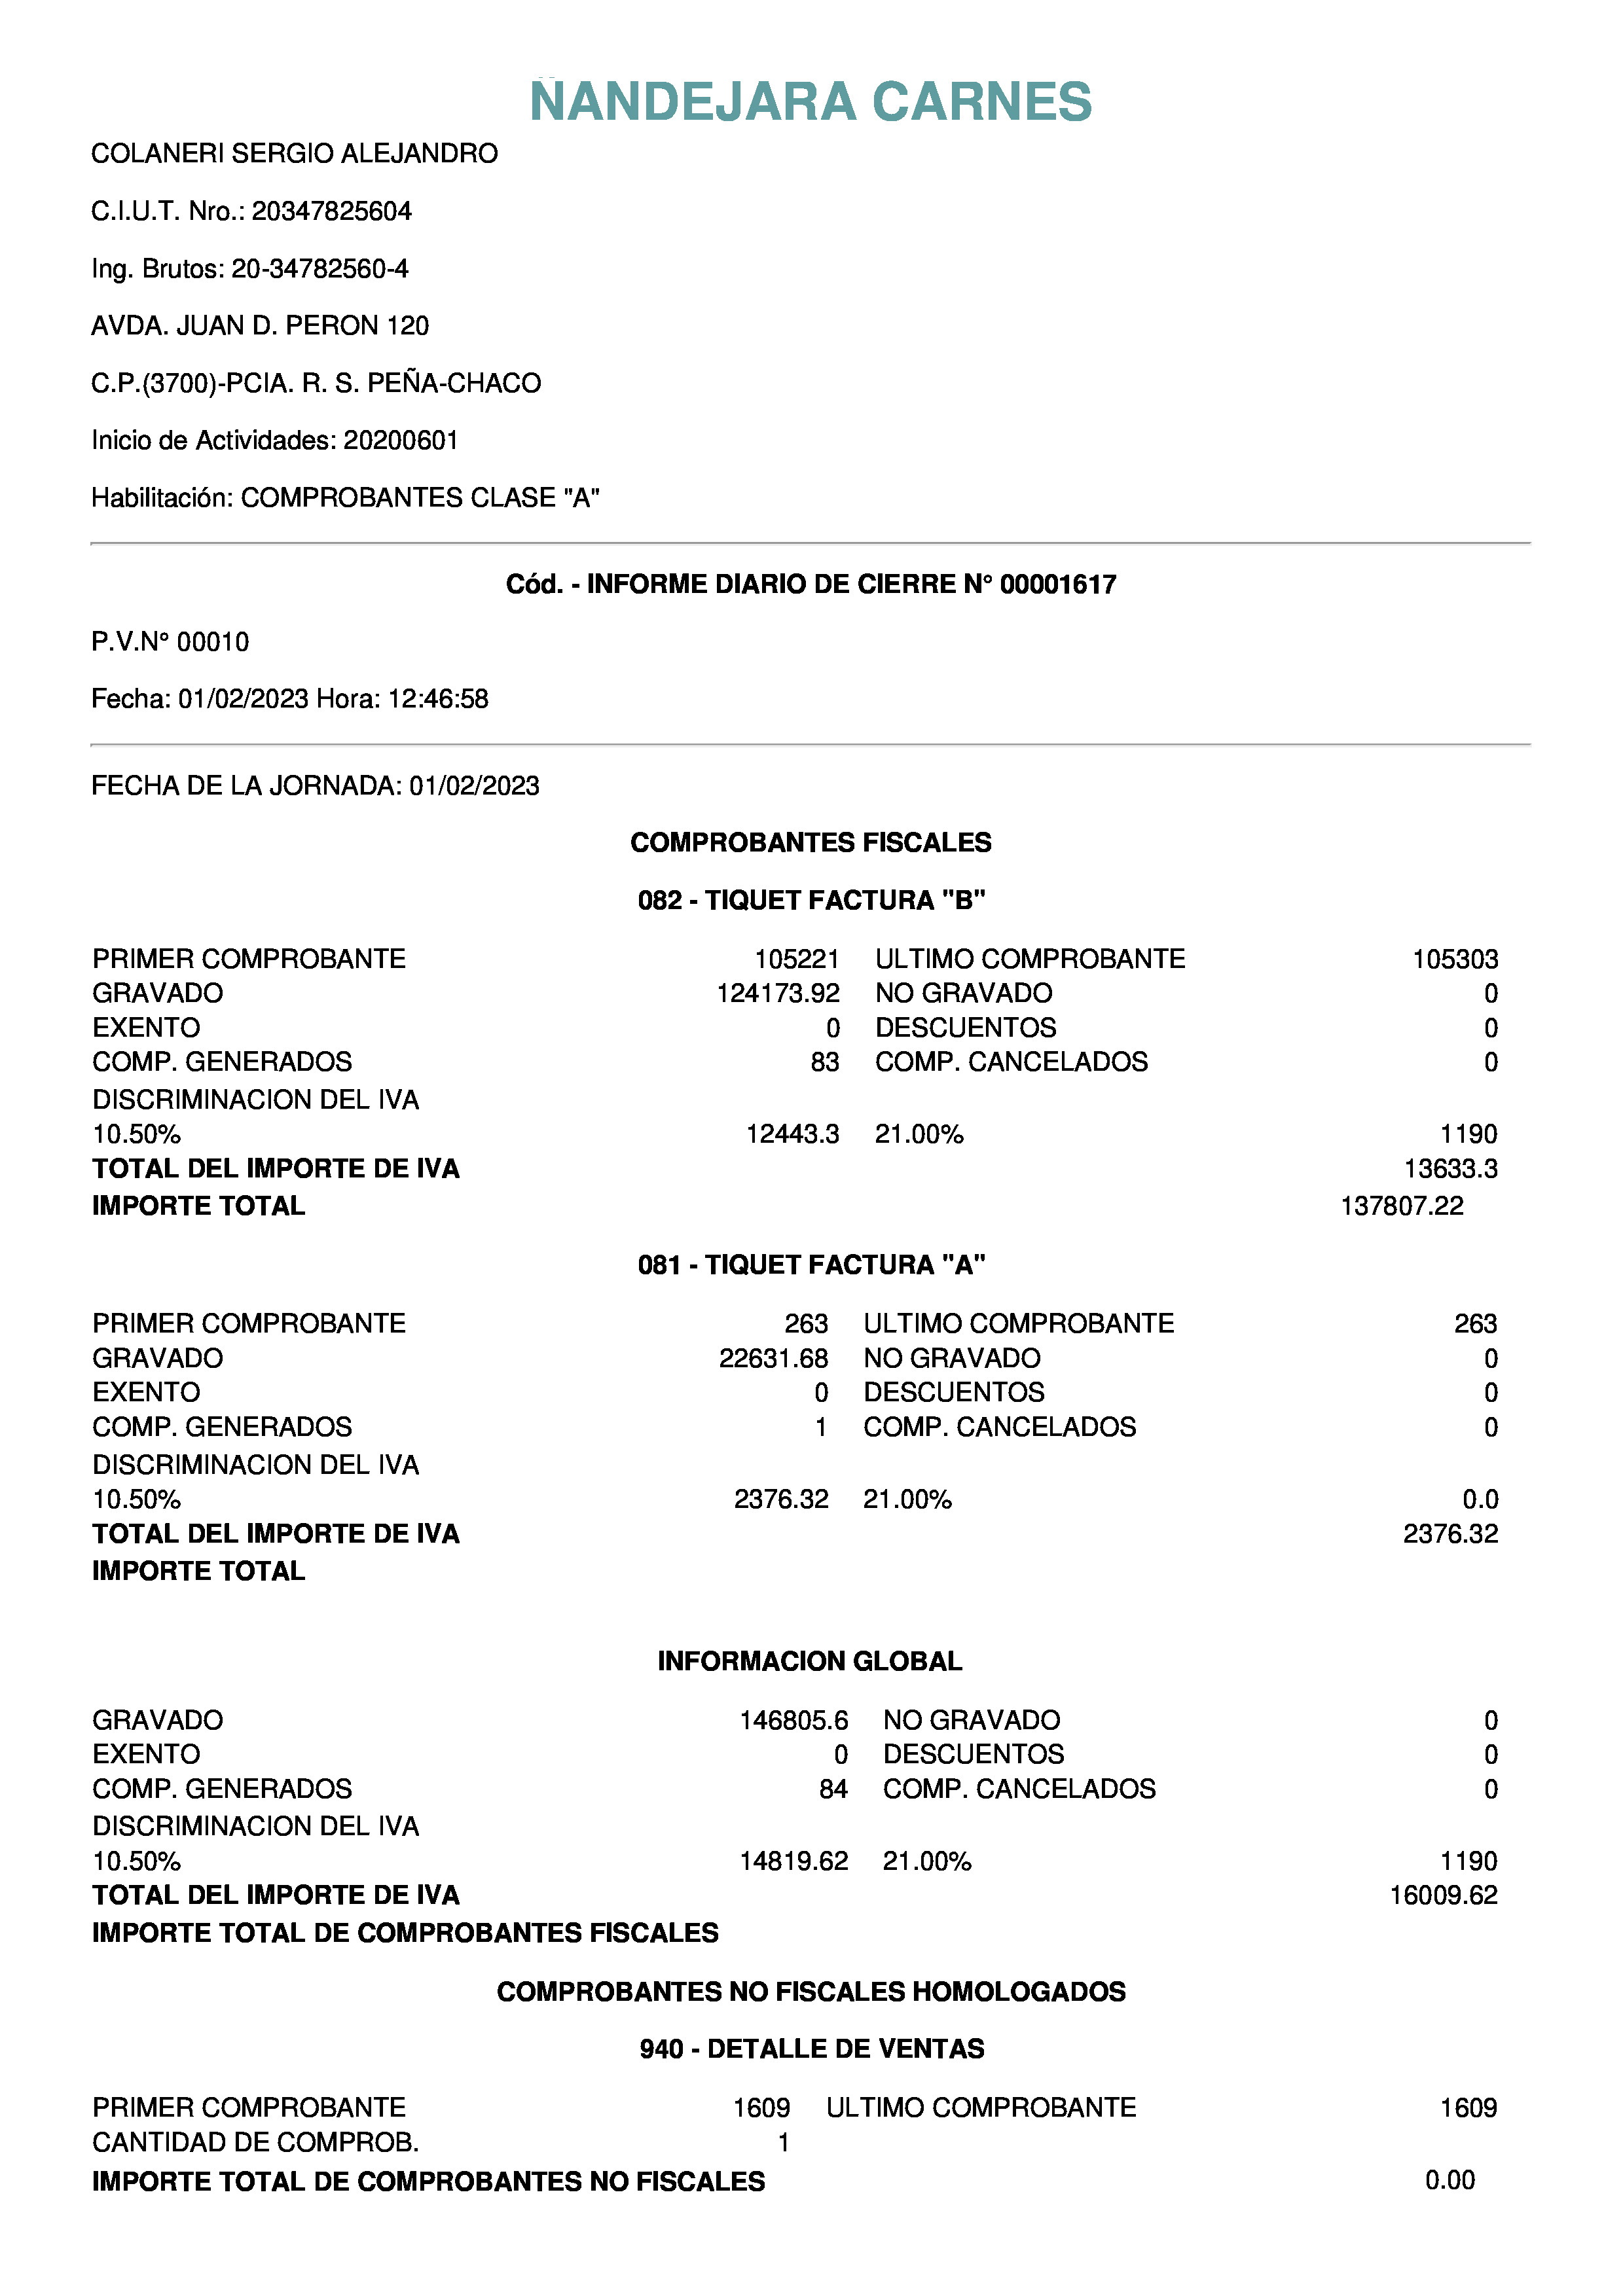 ÑANDEJARA CARNES
COLANERI SERGIO ALEJANDRO
C.I.U.T. Nro.: 20347825604
Ing. Brutos: 20-34782560-4
AVDA. JUAN D. PERON 120
C.P.(3700)-PCIA. R. S. PEÑA-CHACO
Inicio de Actividades: 20200601
Habilitación: COMPROBANTES CLASE "A"
Cód. - INFORME DIARIO DE CIERRE N° 00001617
P.V.N° 00010
Fecha: 01/02/2023 Hora: 12:46:58
FECHA DE LA JORNADA: 01/02/2023
COMPROBANTES FISCALES
082 - TIQUET FACTURA "B"
PRIMER COMPROBANTE 105221 ULTIMO COMPROBANTE 105303
GRAVADO 124173.92 NO GRAVADO 0
EXENTO 0 DESCUENTOS 0
COMP. GENERADOS 83 COMP. CANCELADOS 0
DISCRIMINACION DEL IVA
10.50% 12443.3 21.00% 1190
TOTAL DEL IMPORTE DE IVA 13633.3
IMPORTE TOTAL 137807.22
081 - TIQUET FACTURA "A"
PRIMER COMPROBANTE 263 ULTIMO COMPROBANTE 263
GRAVADO 22631.68 NO GRAVADO 0
EXENTO 0 DESCUENTOS 0
COMP. GENERADOS 1 COMP. CANCELADOS 0
DISCRIMINACION DEL IVA
10.50% 2376.32 21.00% 0.0
TOTAL DEL IMPORTE DE IVA 2376.32
IMPORTE TOTAL
INFORMACION GLOBAL
GRAVADO 146805.6 NO GRAVADO 0
EXENTO 0 DESCUENTOS 0
COMP. GENERADOS 84 COMP. CANCELADOS 0
DISCRIMINACION DEL IVA
10.50% 14819.62 21.00% 1190
TOTAL DEL IMPORTE DE IVA 16009.62
IMPORTE TOTAL DE COMPROBANTES FISCALES
COMPROBANTES NO FISCALES HOMOLOGADOS
940 - DETALLE DE VENTAS
PRIMER COMPROBANTE 1609 ULTIMO COMPROBANTE 1609
CANTIDAD DE COMPROB. 1
IMPORTE TOTAL DE COMPROBANTES NO FISCALES 0.00